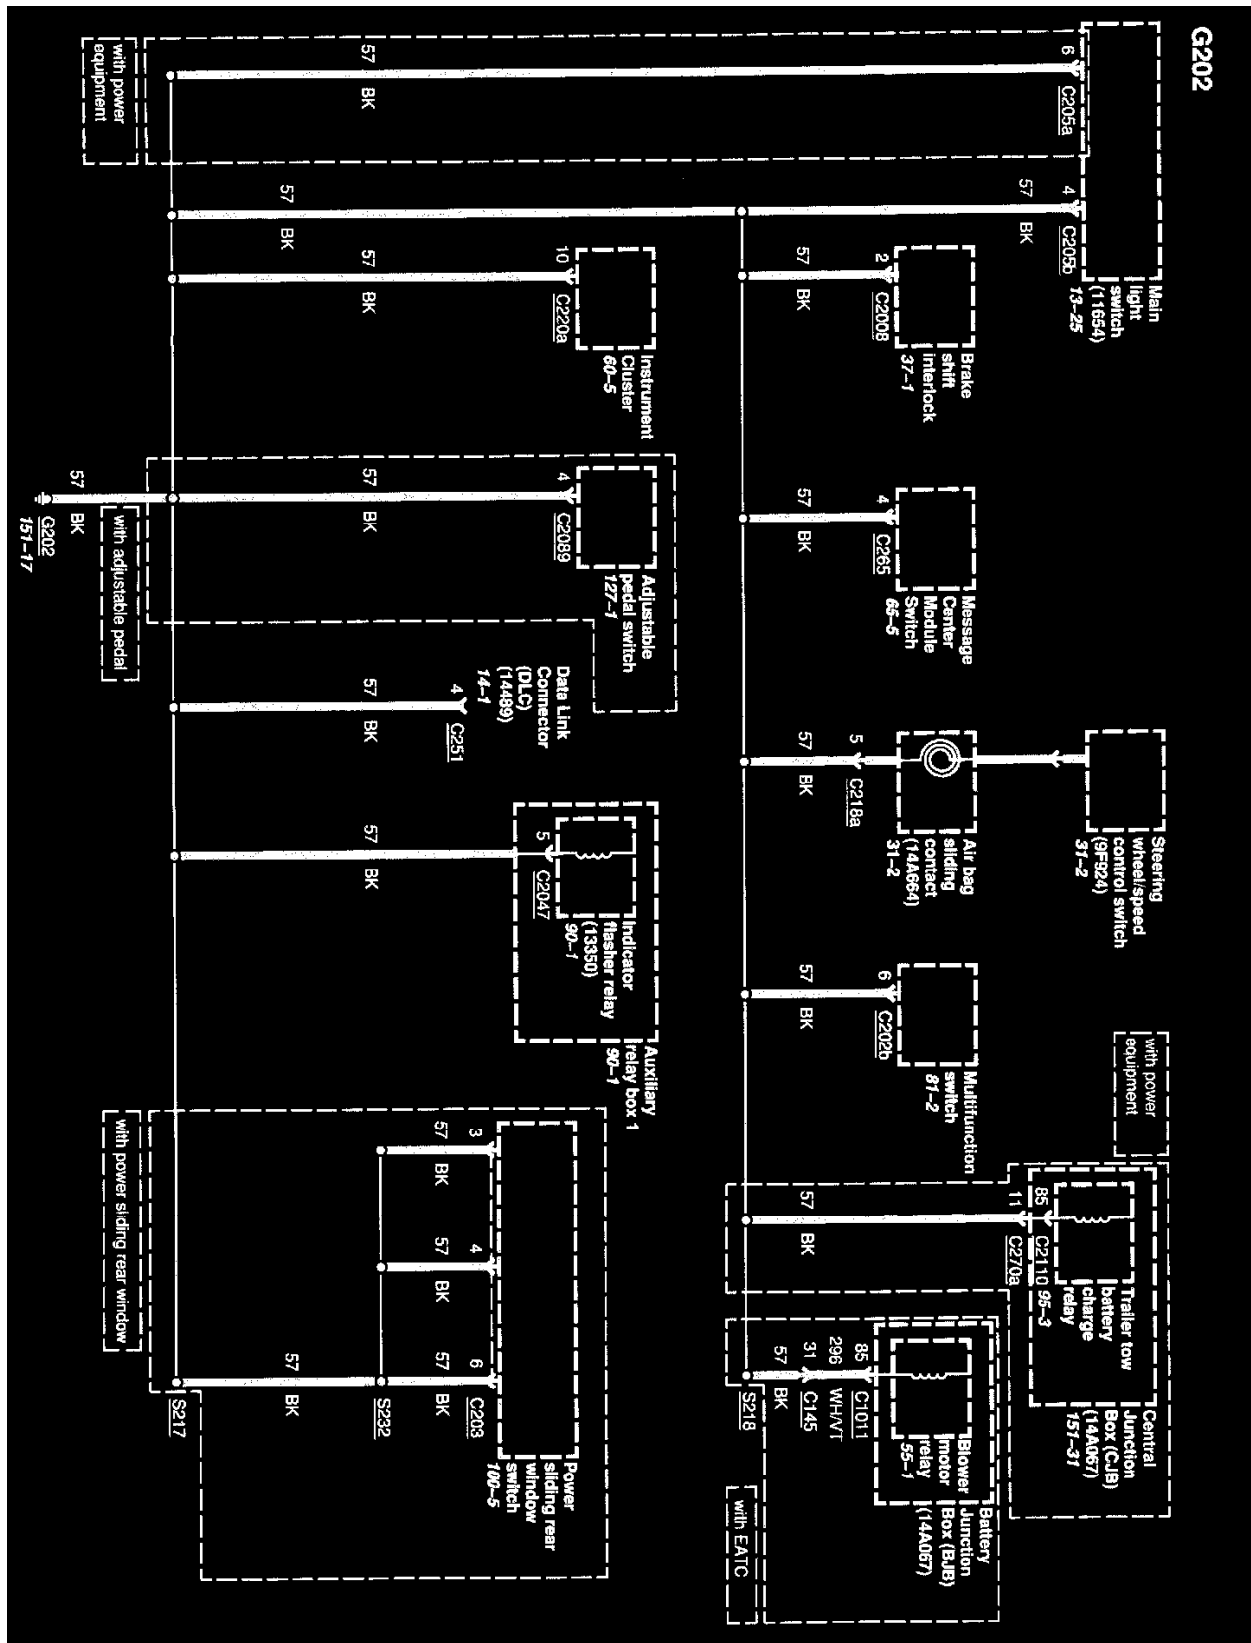 G202
6
C205a
57
BK
with power
equipment
4
C205b
57
BK
57
BK
Main
light
switch
(11654)
13–25
2
C2008
57
BK
Brake
shift
interlock
37–1
4
C265
57
BK
Message
Center
Module
Switch
65–5
Steering
wheel/speed
control switch
(9F924)
31–2
5
C218a
57
BK
Air bag
sliding
contact
(14A664)
31–2
6
C202b
57
BK
Multifunction
switch
81–2
with power
equipment
85
C2110
11
C270a
57
BK
Trailer tow
battery
charge
relay
95–3
Central
Junction
Box (CJB)
(14A067)
151–31
85
C1011
296
WH/VT
31
C145
57
BK
S218
Blower
motor
relay
55–1
Battery
Junction
Box (BJB)
(14A067)
with EATC
10
C220a
57
BK
Instrument
Cluster
60–5
4
C2089
57
BK
Adjustable
pedal switch
127–1
57
BK
G202
151–17
with adjustable pedal
4
C251
57
BK
Data Link
Connector
(DLC)
(14489)
14–1
5
C2047
57
BK
Indicator
flasher relay
(13350)
90–1
Auxiliary
relay box 1
90–1
3
57
BK
4
57
BK
6
C203
57
BK
S232
57
BK
S217
Power
sliding rear
window
switch
100–5
with power sliding rear window